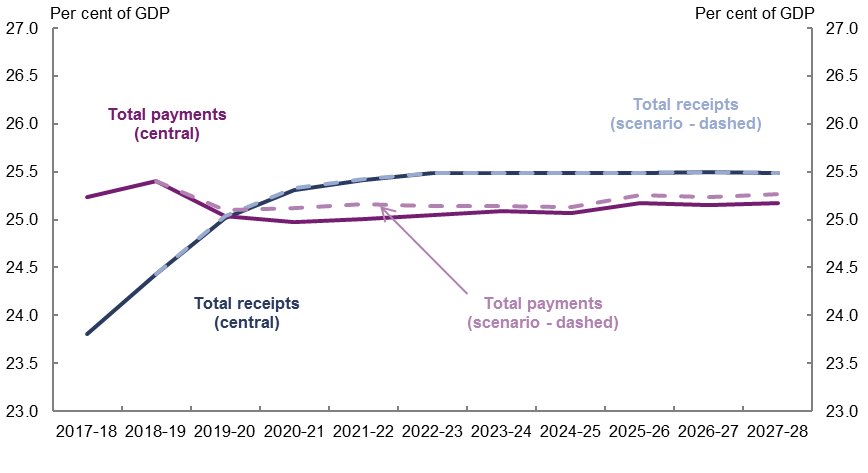 Per cent of GDP Per cent of GDP
27.0 27.0
26.5 26.5
Total payments
(central)
Total receipts
(scenario - dashed)
26.0 26.0
25.5 25.5
25.0 25.0
24.5 24.5
Total receipts
(central)
Total payments
(scenario - dashed)
24.0 24.0
23.5 23.5
23.0 23.0
2017-18 2018-19 2019-20 2020-21 2021-22 2022-23 2023-24 2024-25 2025-26 2026-27 2027-28